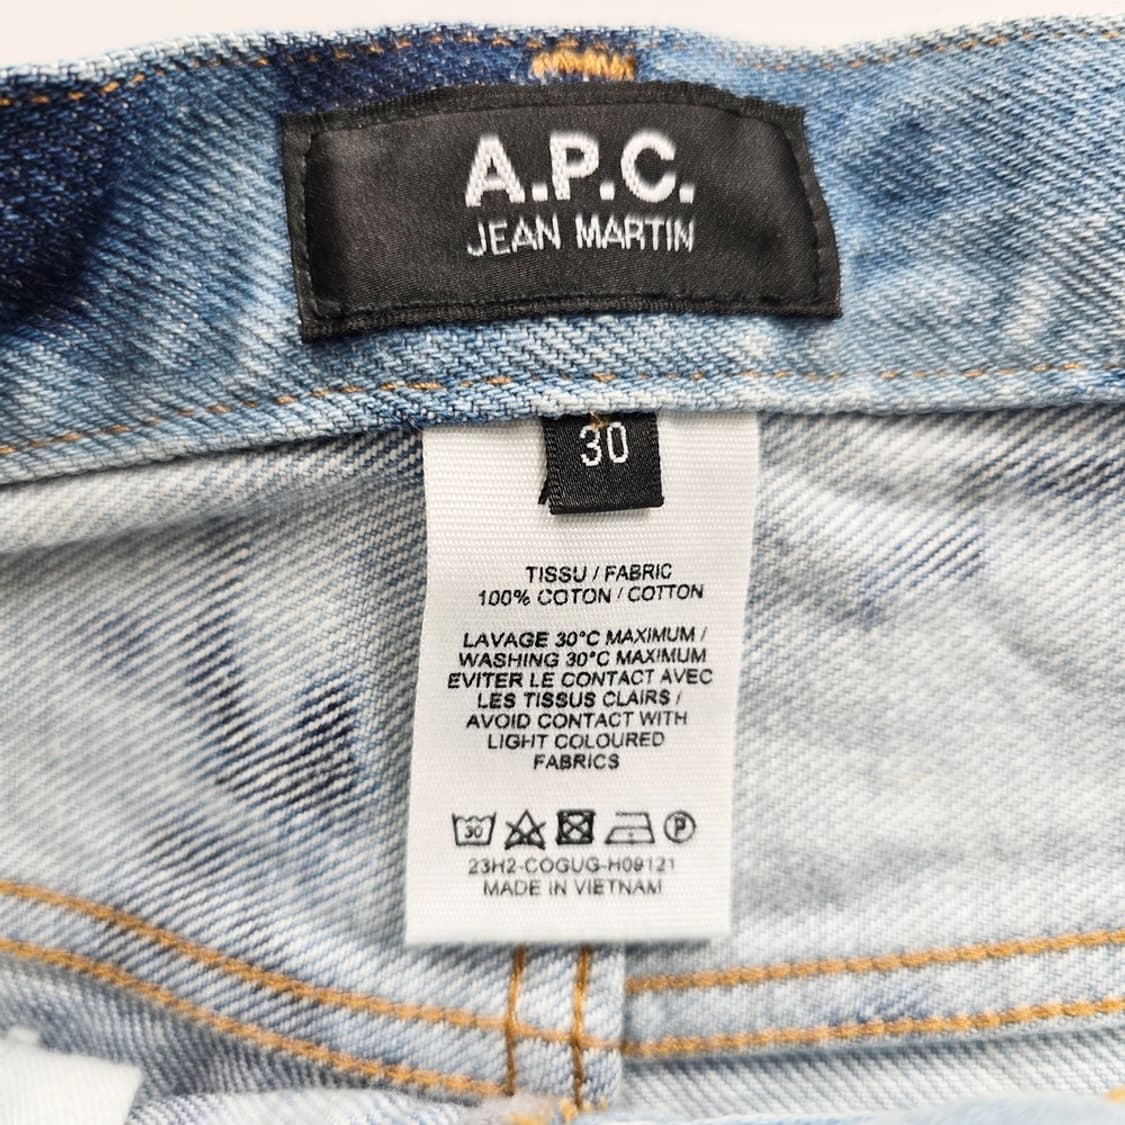 A.P.C.
JEAN MARTIN
30
TISSU / FABRIC
100% COTON / COTTON
LAVAGE 30°C MAXIMUM /
WASHING 30°C MAXIMUM
EVITER LE CONTACT AVEC
LES TISSUS CLAIRS /
AVOID CONTACT WITH
LIGHT COLOURED
FABRICS
30 P
23H2-COGUG-H09121
MADE IN VIETNAM